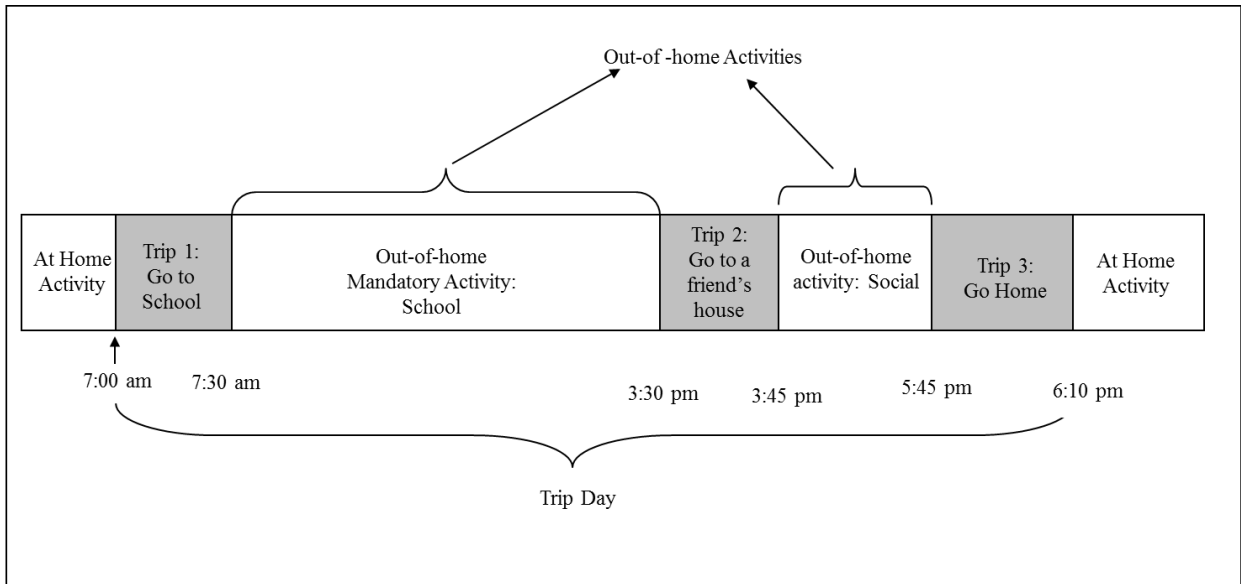 Out-of -home Activities
At Home
Activity
Trip 1:
Go to
School
Out-of-home
Mandatory Activity:
School
Trip 2:
Go to a
friend’s
house
Out-of-home
activity: Social
Trip 3:
Go Home
At Home
Activity
7:00 am
7:30 am
3:30 pm
3:45 pm
5:45 pm
6:10 pm
Trip Day